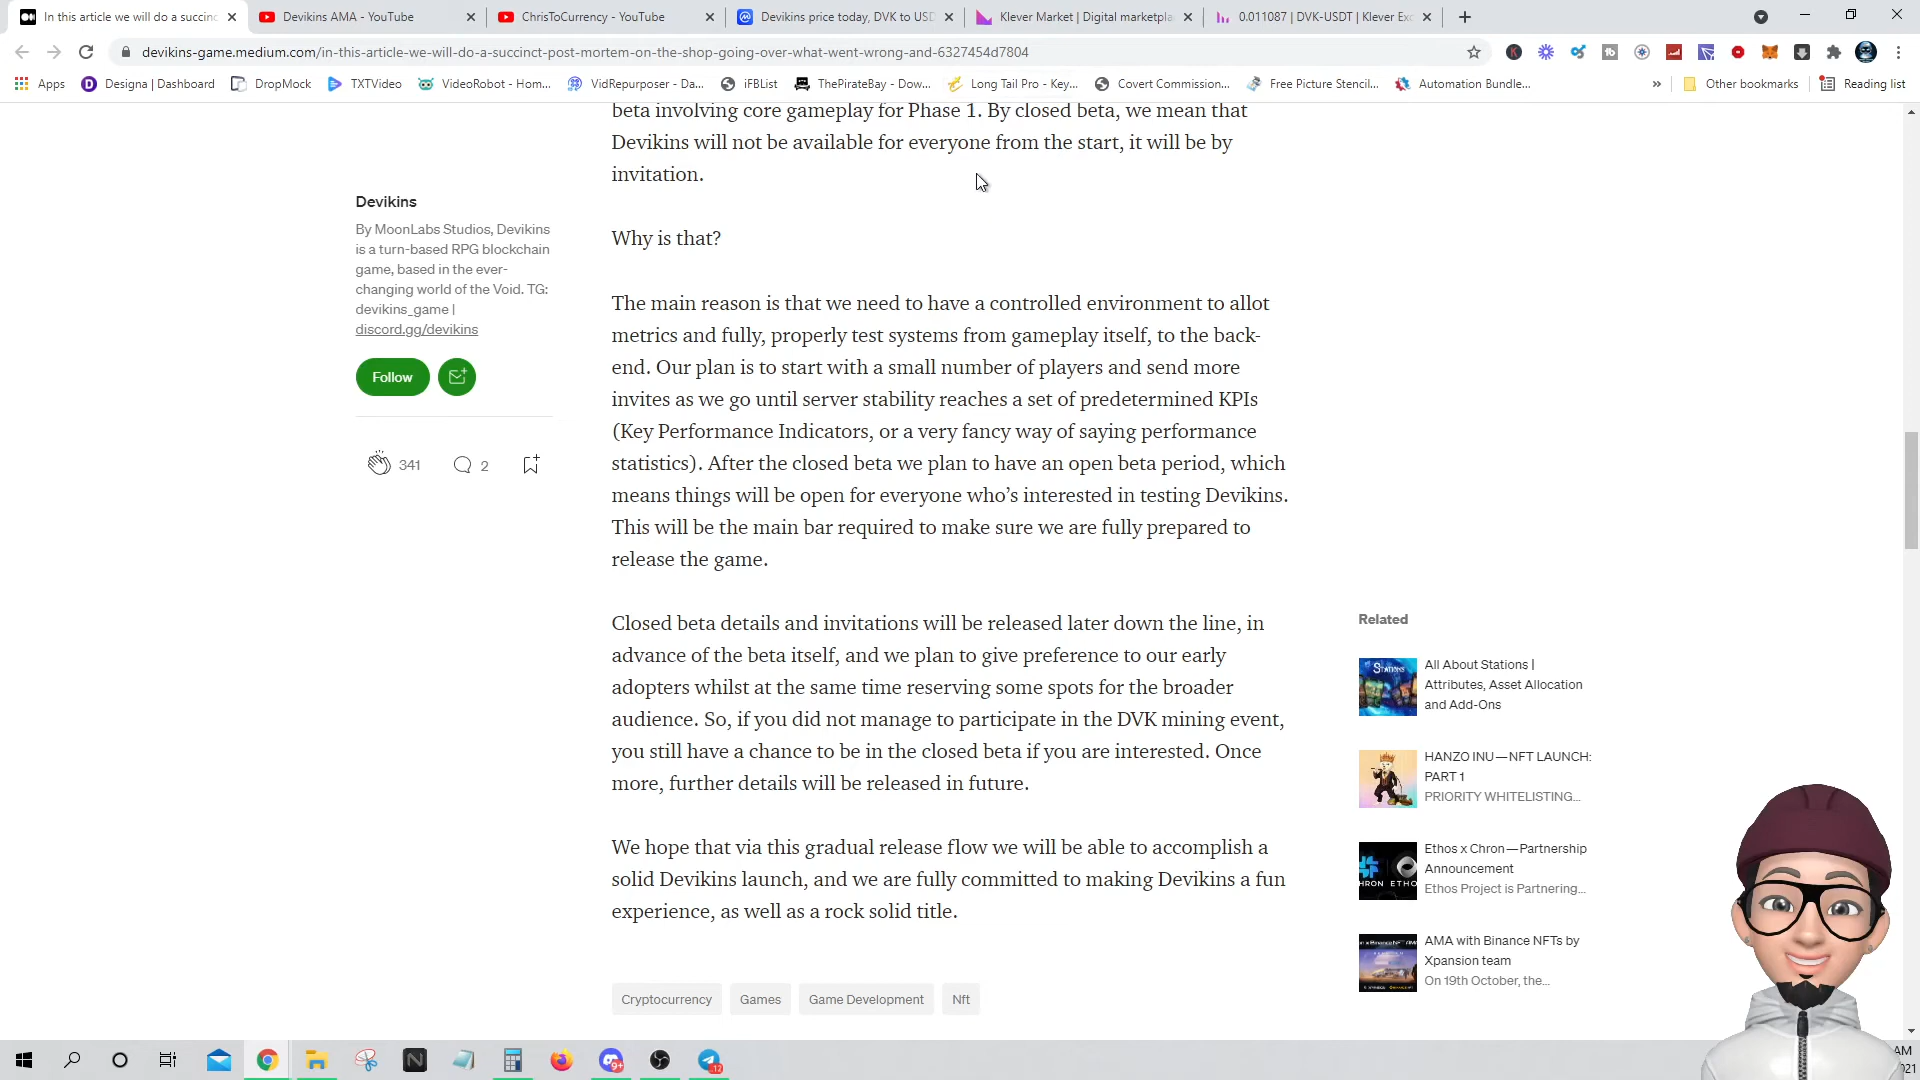 In this article we will do a succinc
Devikins AMA - YouTube
ChrisToCurrency - YouTube
Devikins price today, DVK to USD
Klever Market | Digital marketpla
0.011087 | DVK-USDT | Klever Exc
devikins-game.medium.com/in-this-article-we-will-do-a-succinct-post-mortem-on-the-shop-going-over-what-went-wrong-and-6327454d7804
Apps
Designa | Dashboard
DropMock
TXTVideo
VideoRobot - Hom...
VidRepurposer - Da...
iFBList
ThePirateBay - Dow...
Long Tail Pro - Key...
Covert Commission...
Free Picture Stencil...
Automation Bundle...
»
Other bookmarks
Reading list
beta involving core gameplay for Phase 1. By closed beta, we mean that
Devikins will not be available for everyone from the start, it will be by
invitation.
Devikins
By MoonLabs Studios, Devikins
is a turn-based RPG blockchain
game, based in the ever-
changing world of the Void. TG:
devikins_game |
discord.gg/devikins
Follow
341
2
Why is that?
The main reason is that we need to have a controlled environment to allot
metrics and fully, properly test systems from gameplay itself, to the back-
end. Our plan is to start with a small number of players and send more
invites as we go until server stability reaches a set of predetermined KPIs
(Key Performance Indicators, or a very fancy way of saying performance
statistics). After the closed beta we plan to have an open beta period, which
means things will be open for everyone who’s interested in testing Devikins.
This will be the main bar required to make sure we are fully prepared to
release the game.
Closed beta details and invitations will be released later down the line, in
advance of the beta itself, and we plan to give preference to our early
adopters whilst at the same time reserving some spots for the broader
audience. So, if you did not manage to participate in the DVK mining event,
you still have a chance to be in the closed beta if you are interested. Once
more, further details will be released in future.
We hope that via this gradual release flow we will be able to accomplish a
solid Devikins launch, and we are fully committed to making Devikins a fun
experience, as well as a rock solid title.
Cryptocurrency
Games
Game Development
Nft
Related
All About Stations |
Attributes, Asset Allocation
and Add-Ons
HANZO INU — NFT LAUNCH:
PART 1
PRIORITY WHITELISTING...
Ethos x Chron — Partnership
Announcement
Ethos Project is Partnering...
AMA with Binance NFTs by
Xpansion team
On 19th October, the...
STATIONS
HRON ETHO
9+
12
AM
021